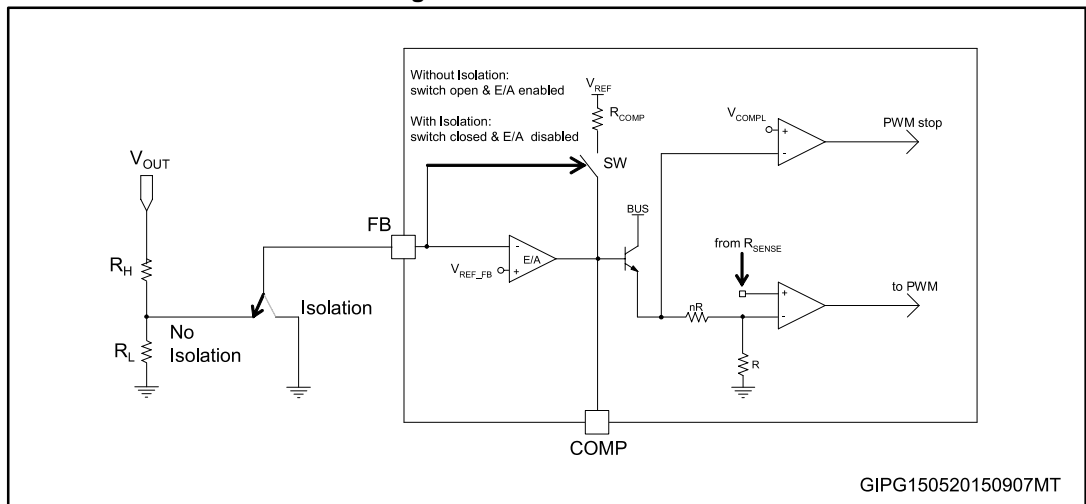 Without Isolation:
switch open & E/A enabled
With Isolation:
switch closed & E/A disabled
VREF
RCOMP
SW
VCOMPL
+
-
PWM stop
VOUT
FB
BUS
from RSENSE
-
E/A
+
VREF_FB
RH
nR
+
-
to PWM
Isolation
No
Isolation
RL
R
COMP
GIPG150520150907MT